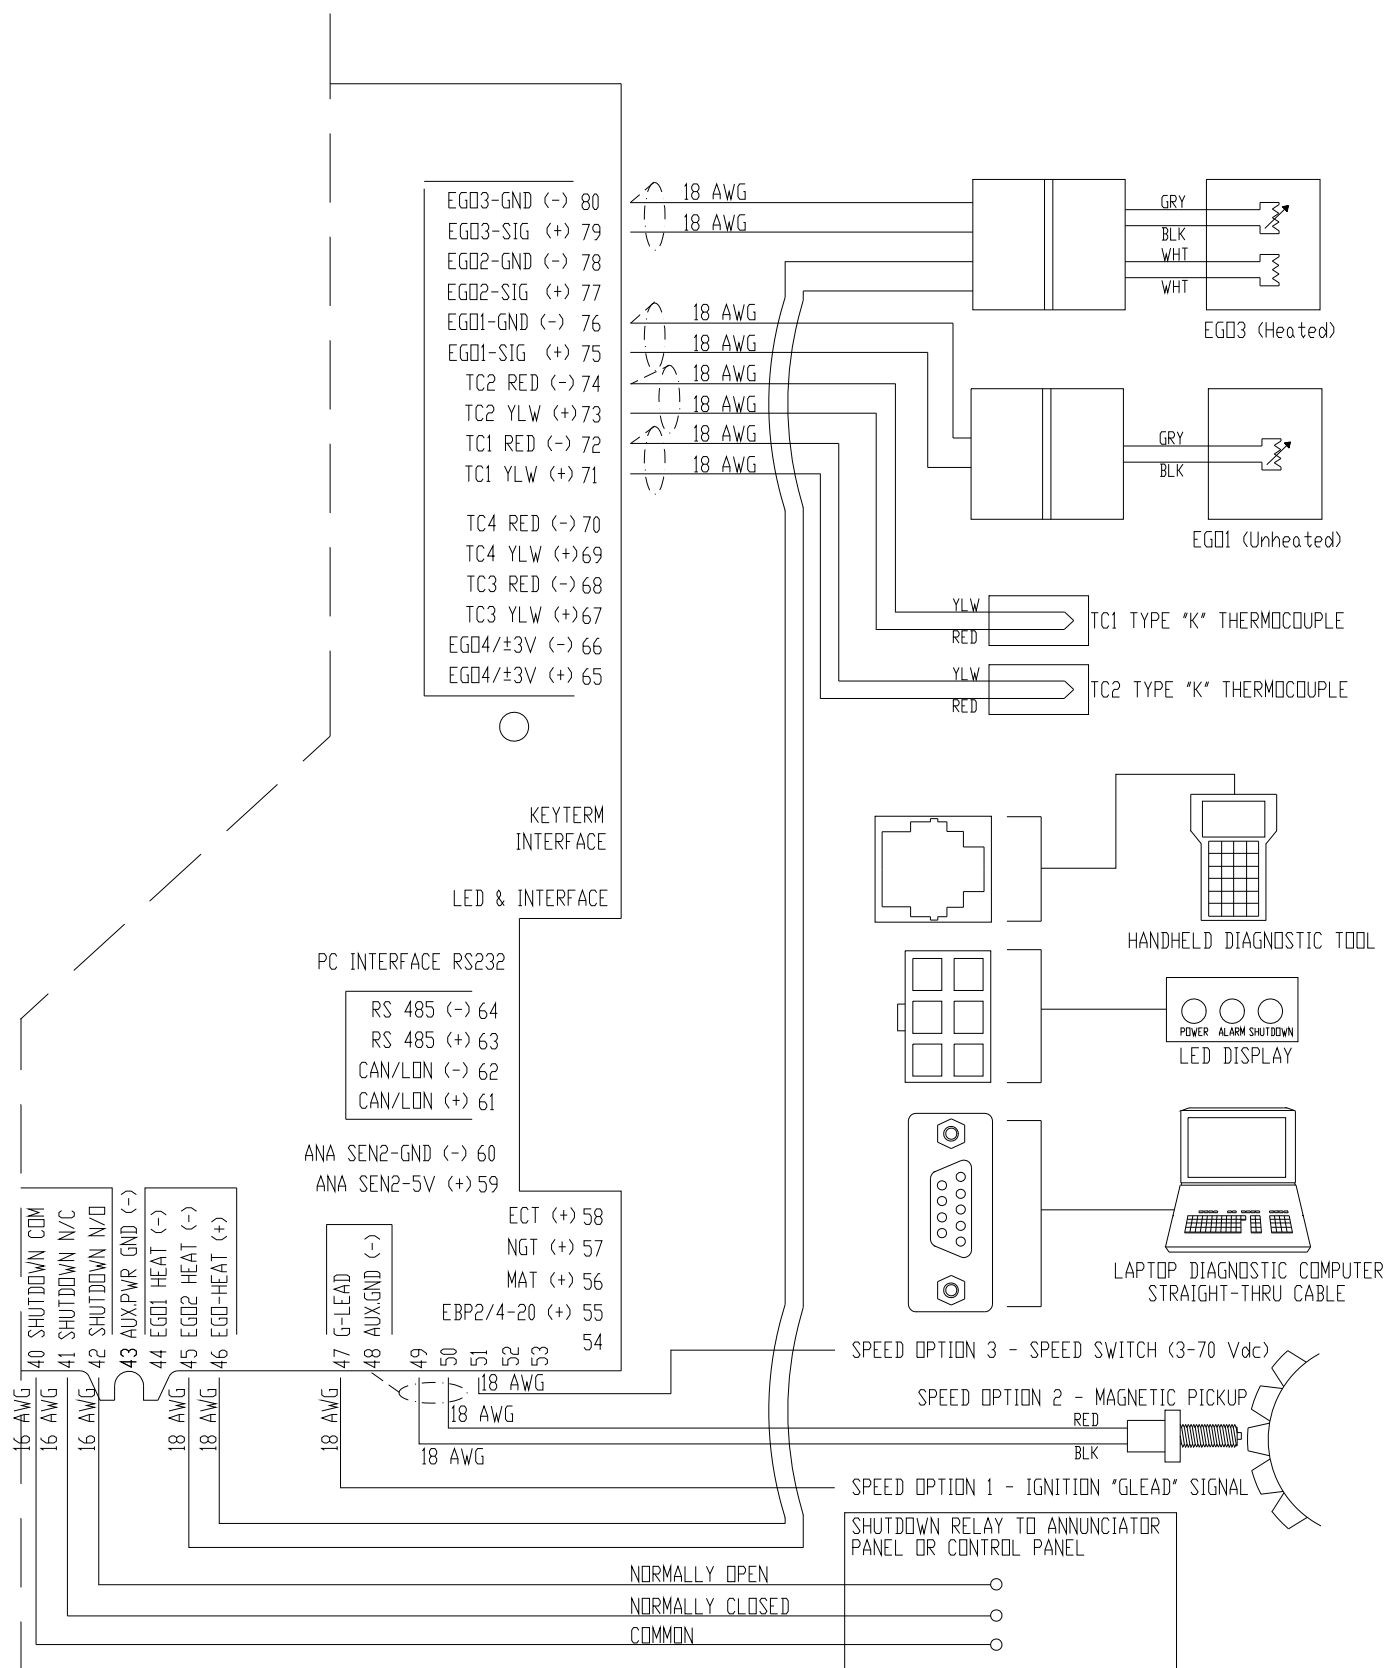 EGO3-GND (-) 80
EGO3-SIG (+) 79
EGO2-GND (-) 78
EGO2-SIG (+) 77
EGO1-GND (-) 76
EGO1-SIG (+) 75
TC2 RED (-) 74
TC2 YLW (+) 73
TC1 RED (-) 72
TC1 YLW (+) 71
TC4 RED (-) 70
TC4 YLW (+) 69
TC3 RED (-) 68
TC3 YLW (+) 67
EGO4/±3V (-) 66
EGO4/±3V (+) 65
18 AWG
18 AWG
18 AWG
18 AWG
18 AWG
18 AWG
18 AWG
18 AWG
GRY
BLK
WHT
WHT
EGO3 (Heated)
GRY
BLK
EGO1 (Unheated)
YLW
RED
TC1 TYPE "K" THERMOCOUPLE
YLW
RED
TC2 TYPE "K" THERMOCOUPLE
KEYTERM
INTERFACE
LED & INTERFACE
HANDHELD DIAGNOSTIC TOOL
PC INTERFACE RS232
RS 485 (-) 64
RS 485 (+) 63
CAN/LON (-) 62
CAN/LON (+) 61
POWER ALARM SHUTDOWN
LED DISPLAY
ANA SEN2-GND (-) 60
ANA SEN2-5V (+) 59
ECT (+) 58
NGT (+) 57
MAT (+) 56
EBP2/4-20 (+) 55
54
LAPTOP DIAGNOSTIC COMPUTER
STRAIGHT-THRU CABLE
40 SHUTDOWN COM
41 SHUTDOWN N/C
42 SHUTDOWN N/O
43 AUX.PWR GND (-)
44 EGO1 HEAT (-)
45 EGO2 HEAT (-)
46 EGO-HEAT (+)
47 G-LEAD
48 AUX.GND (-)
49
50
51
52
53
16 AWG
16 AWG
16 AWG
18 AWG
18 AWG
18 AWG
18 AWG
18 AWG
18 AWG
SPEED OPTION 3 - SPEED SWITCH (3-70 Vdc)
SPEED OPTION 2 - MAGNETIC PICKUP
RED
BLK
SPEED OPTION 1 - IGNITION "GLEAD" SIGNAL
SHUTDOWN RELAY TO ANNUNCIATOR
PANEL OR CONTROL PANEL
NORMALLY OPEN
NORMALLY CLOSED
COMMON